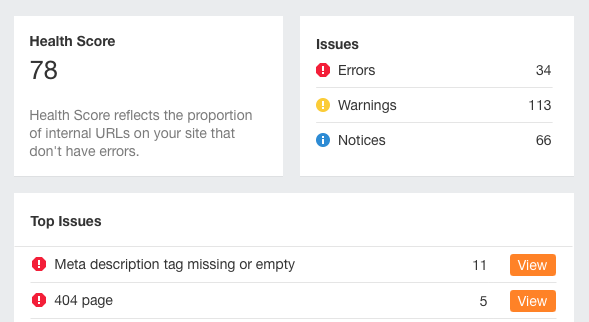 Health Score
78
Health Score reflects the proportion
of internal URLs on your site that
don't have errors.
Issues
Errors 34
Warnings 113
Notices 66
Top Issues
Meta description tag missing or empty 11 View
404 page 5 View